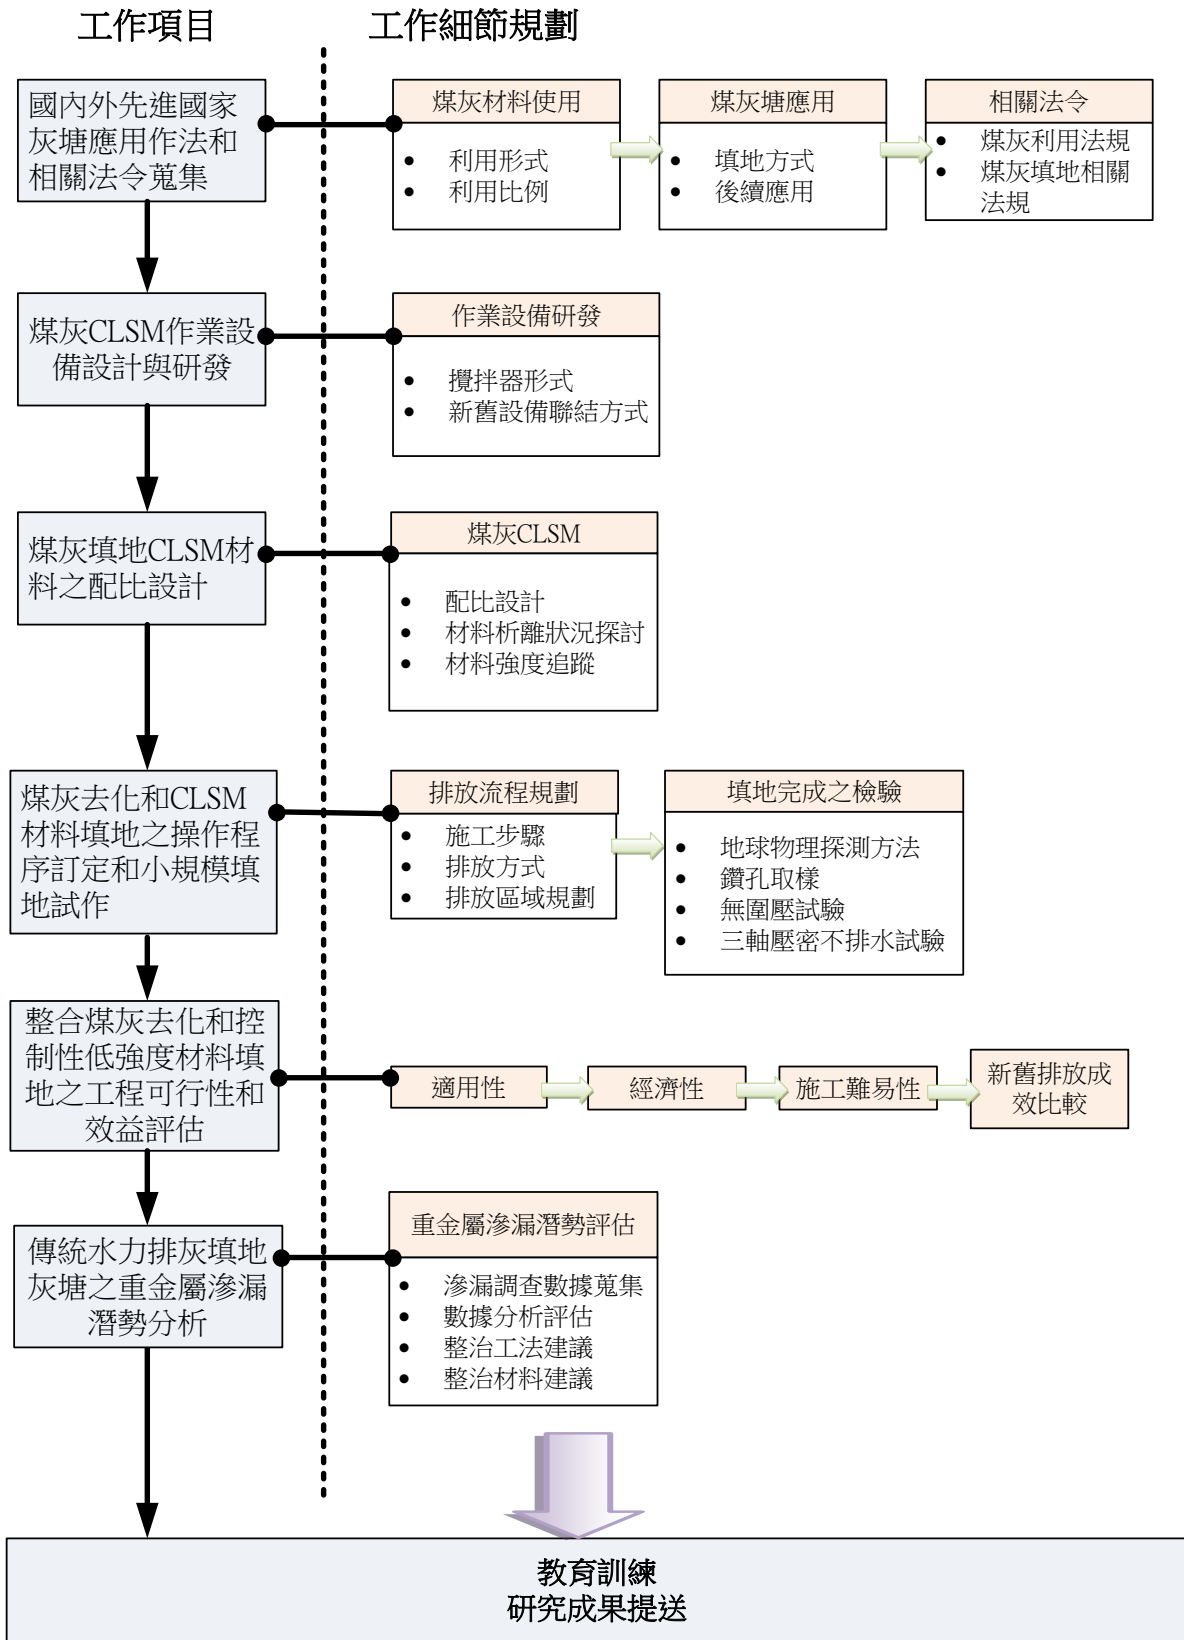 工作項目
工作細節規劃
國內外先進國家
灰塘應用作法和
相關法令蒐集
煤灰材料使用
• 利用形式
• 利用比例
煤灰塘應用
• 填地方式
• 後續應用
相關法令
• 煤灰利用法規
• 煤灰填地相關
法規
煤灰CLSM作業設
備設計與研發
作業設備研發
• 攪拌器形式
• 新舊設備聯結方式
煤灰填地CLSM材
料之配比設計
煤灰CLSM
• 配比設計
• 材料析離狀況探討
• 材料強度追蹤
煤灰去化和CLSM
材料填地之操作程
序訂定和小規模填
地試作
排放流程規劃
• 施工步驟
• 排放方式
• 排放區域規劃
填地完成之檢驗
• 地球物理探測方法
• 鑽孔取樣
• 無圍壓試驗
• 三軸壓密不排水試驗
整合煤灰去化和控
制性低強度材料填
地之工程可行性和
效益評估
適用性
經濟性
施工難易性
新舊排放成
效比較
傳統水力排灰填地
灰塘之重金屬滲漏
潛勢分析
重金屬滲漏潛勢評估
• 滲漏調查數據蒐集
• 數據分析評估
• 整治工法建議
• 整治材料建議
教育訓練
研究成果提送